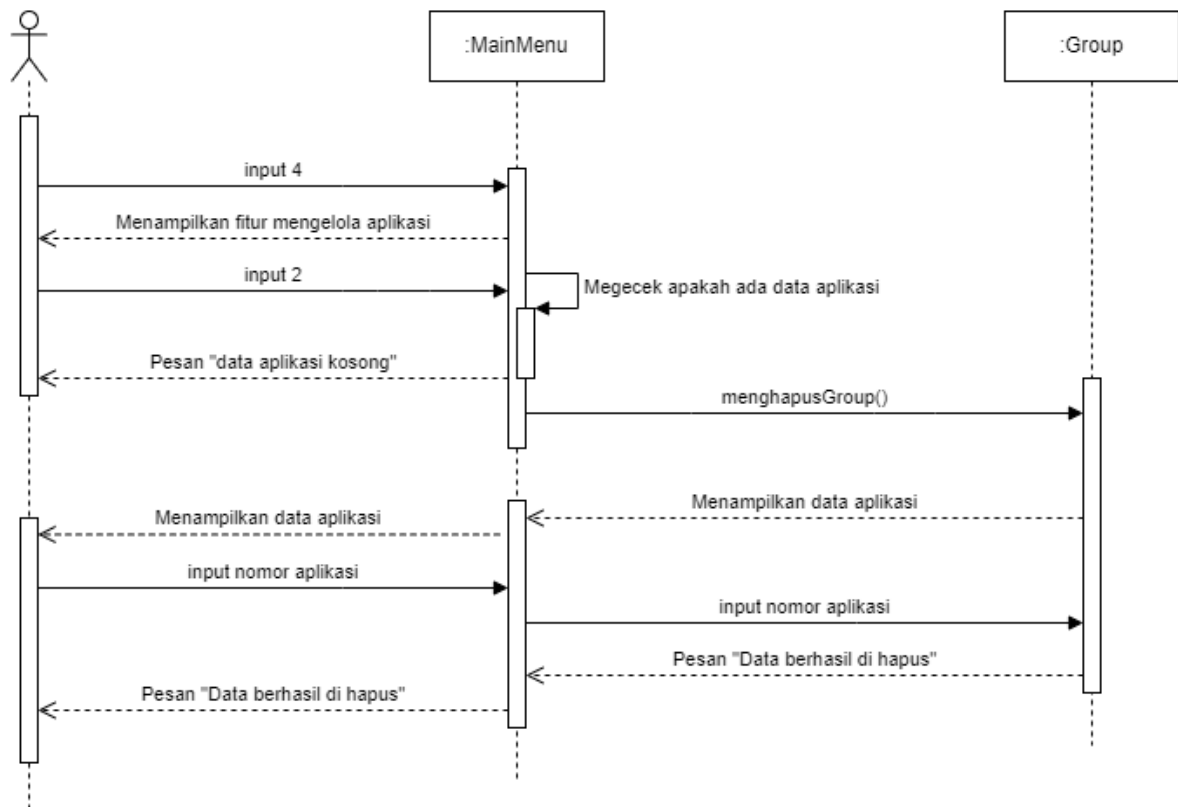 :MainMenu
:Group
input 4
Menampilkan fitur mengelola aplikasi
input 2
Megecek apakah ada data aplikasi
Pesan "data aplikasi kosong"
menghapusGroup()
Menampilkan data aplikasi
Menampilkan data aplikasi
input nomor aplikasi
input nomor aplikasi
Pesan "Data berhasil di hapus"
Pesan "Data berhasil di hapus"